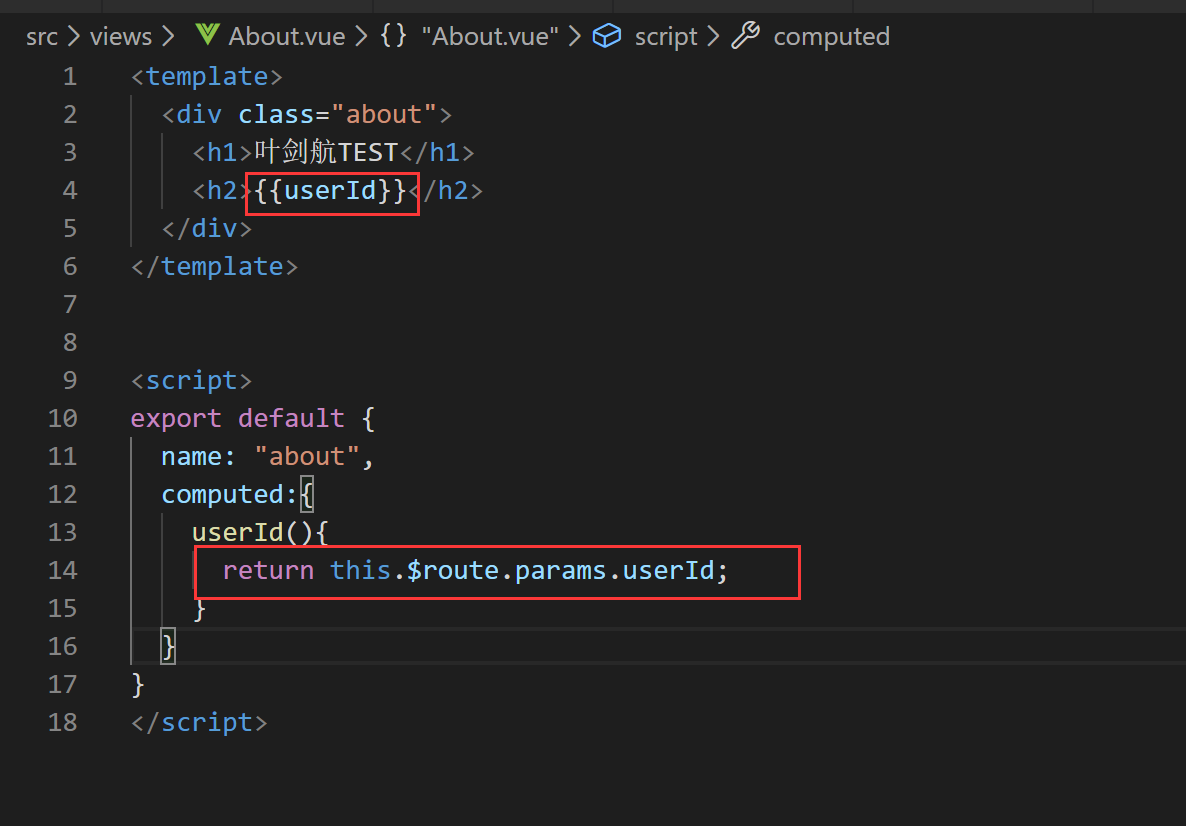 src > views > About.vue > {} "About.vue" > script > computed
1 <template>
2 <div class="about">
3 <h1>叶剑航TEST</h1>
4 <h2>{{userId}}</h2>
5 </div>
6 </template>
7
8
9 <script>
10 export default {
11 name: "about",
12 computed:{
13 userId(){
14 return this.$route.params.userId;
15 }
16 }
17 }
18 </script>